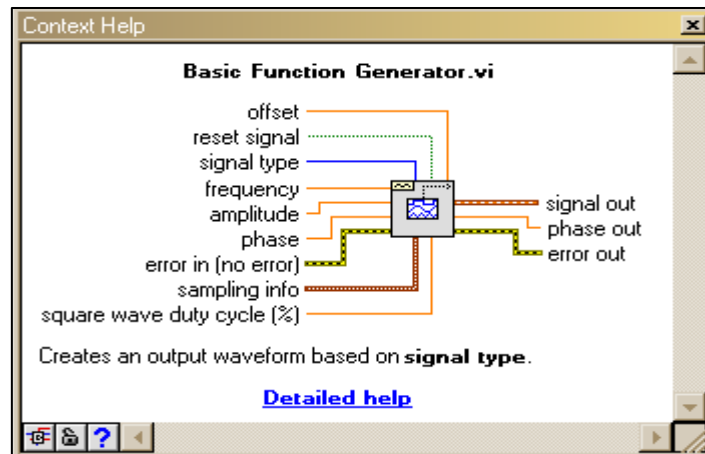 Context Help
Basic Function Generator.vi
offset
reset signal
signal type
frequency
amplitude
phase
error in (no error)
sampling info
square wave duty cycle (%)
signal out
phase out
error out
Creates an output waveform based on signal type.
Detailed help
?